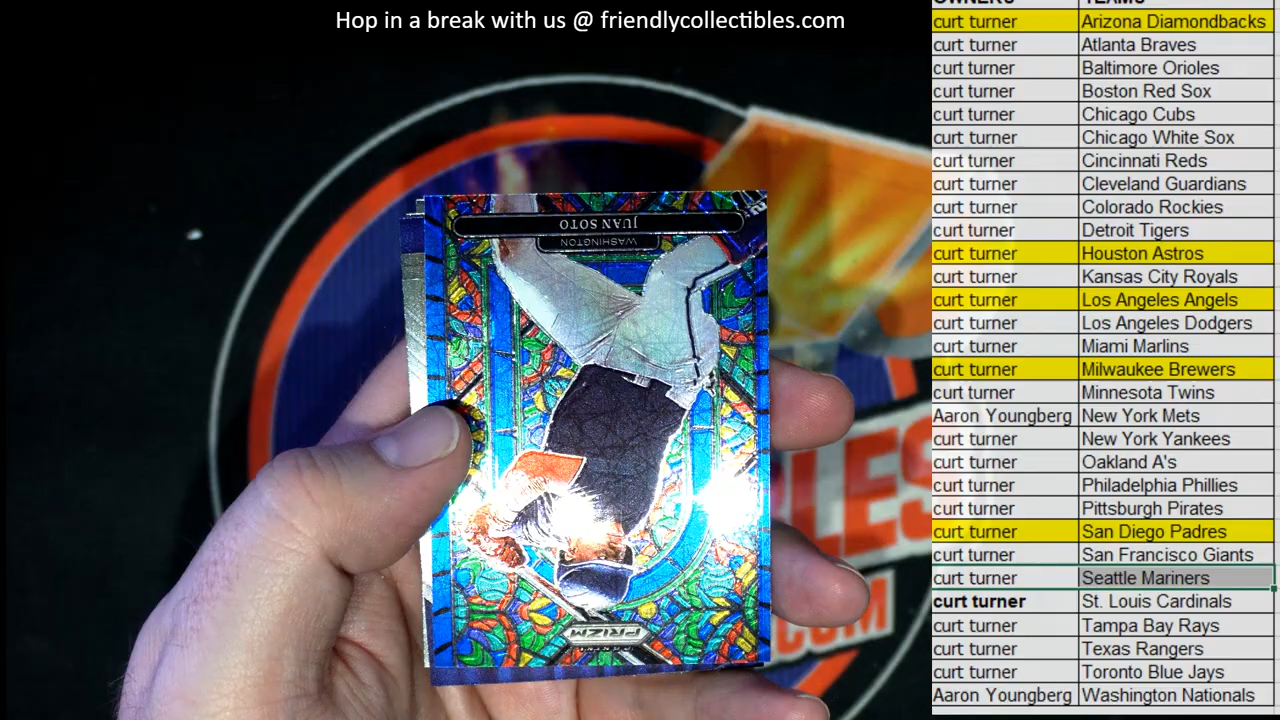 Hop in a break with us @ friendlycollectibles.com
OWNERS TEAMS
curt turner Arizona Diamondbacks
curt turner Atlanta Braves
curt turner Baltimore Orioles
curt turner Boston Red Sox
curt turner Chicago Cubs
curt turner Chicago White Sox
curt turner Cincinnati Reds
curt turner Cleveland Guardians
curt turner Colorado Rockies
curt turner Detroit Tigers
curt turner Houston Astros
curt turner Kansas City Royals
curt turner Los Angeles Angels
curt turner Los Angeles Dodgers
curt turner Miami Marlins
curt turner Milwaukee Brewers
curt turner Minnesota Twins
Aaron Youngberg New York Mets
curt turner New York Yankees
curt turner Oakland A's
curt turner Philadelphia Phillies
curt turner Pittsburgh Pirates
curt turner San Diego Padres
curt turner San Francisco Giants
curt turner Seattle Mariners
curt turner St. Louis Cardinals
curt turner Tampa Bay Rays
curt turner Texas Rangers
curt turner Toronto Blue Jays
Aaron Youngberg Washington Nationals
PANINI
PRIZM
WASHINGTON
JUAN SOTO
BLES
.COM